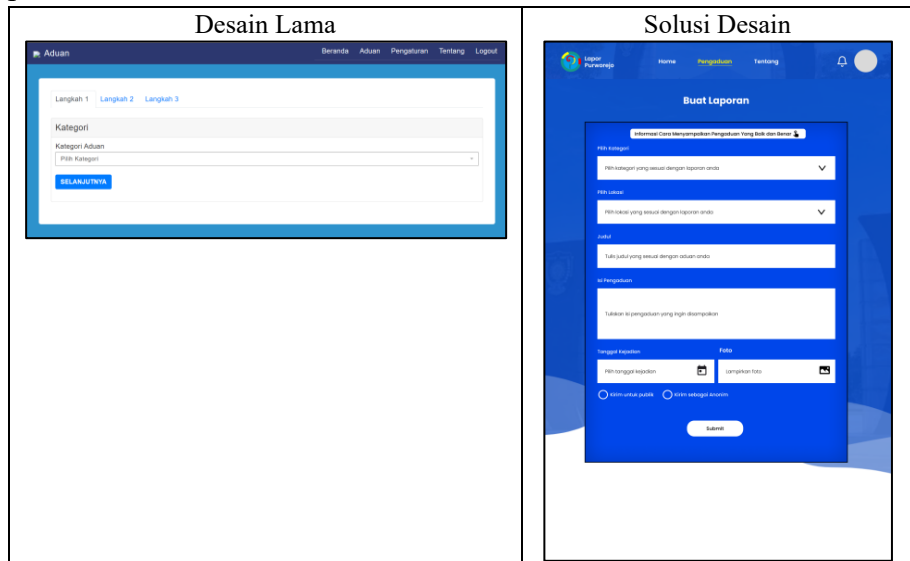 Desain Lama
Solusi Desain
Aduan
Beranda Aduan Pengaturan Tentang Logout
Langkah 1 Langkah 2 Langkah 3
Kategori
Kategori Aduan
Pilih Kategori
SELANJUTNYA
Lapor
Purworejo
Home Pengaduan Tentang
Buat Laporan
Informasi Cara Menyampaikan Pengaduan Yang Baik dan Benar
Pilih Kategori
Pilih kategori yang sesuai dengan laporan anda
Pilih Lokasi
Pilih lokasi yang sesuai dengan laporan anda
Judul
Tulis judul yang sesuai dengan aduan anda
Isi Pengaduan
Tuliskan isi pengaduan yang ingin disampaikan
Tanggal Kejadian Foto
Pilih tanggal kejadian Lampirkan foto
Kirim untuk publik Kirim sebagai Anonim
Submit